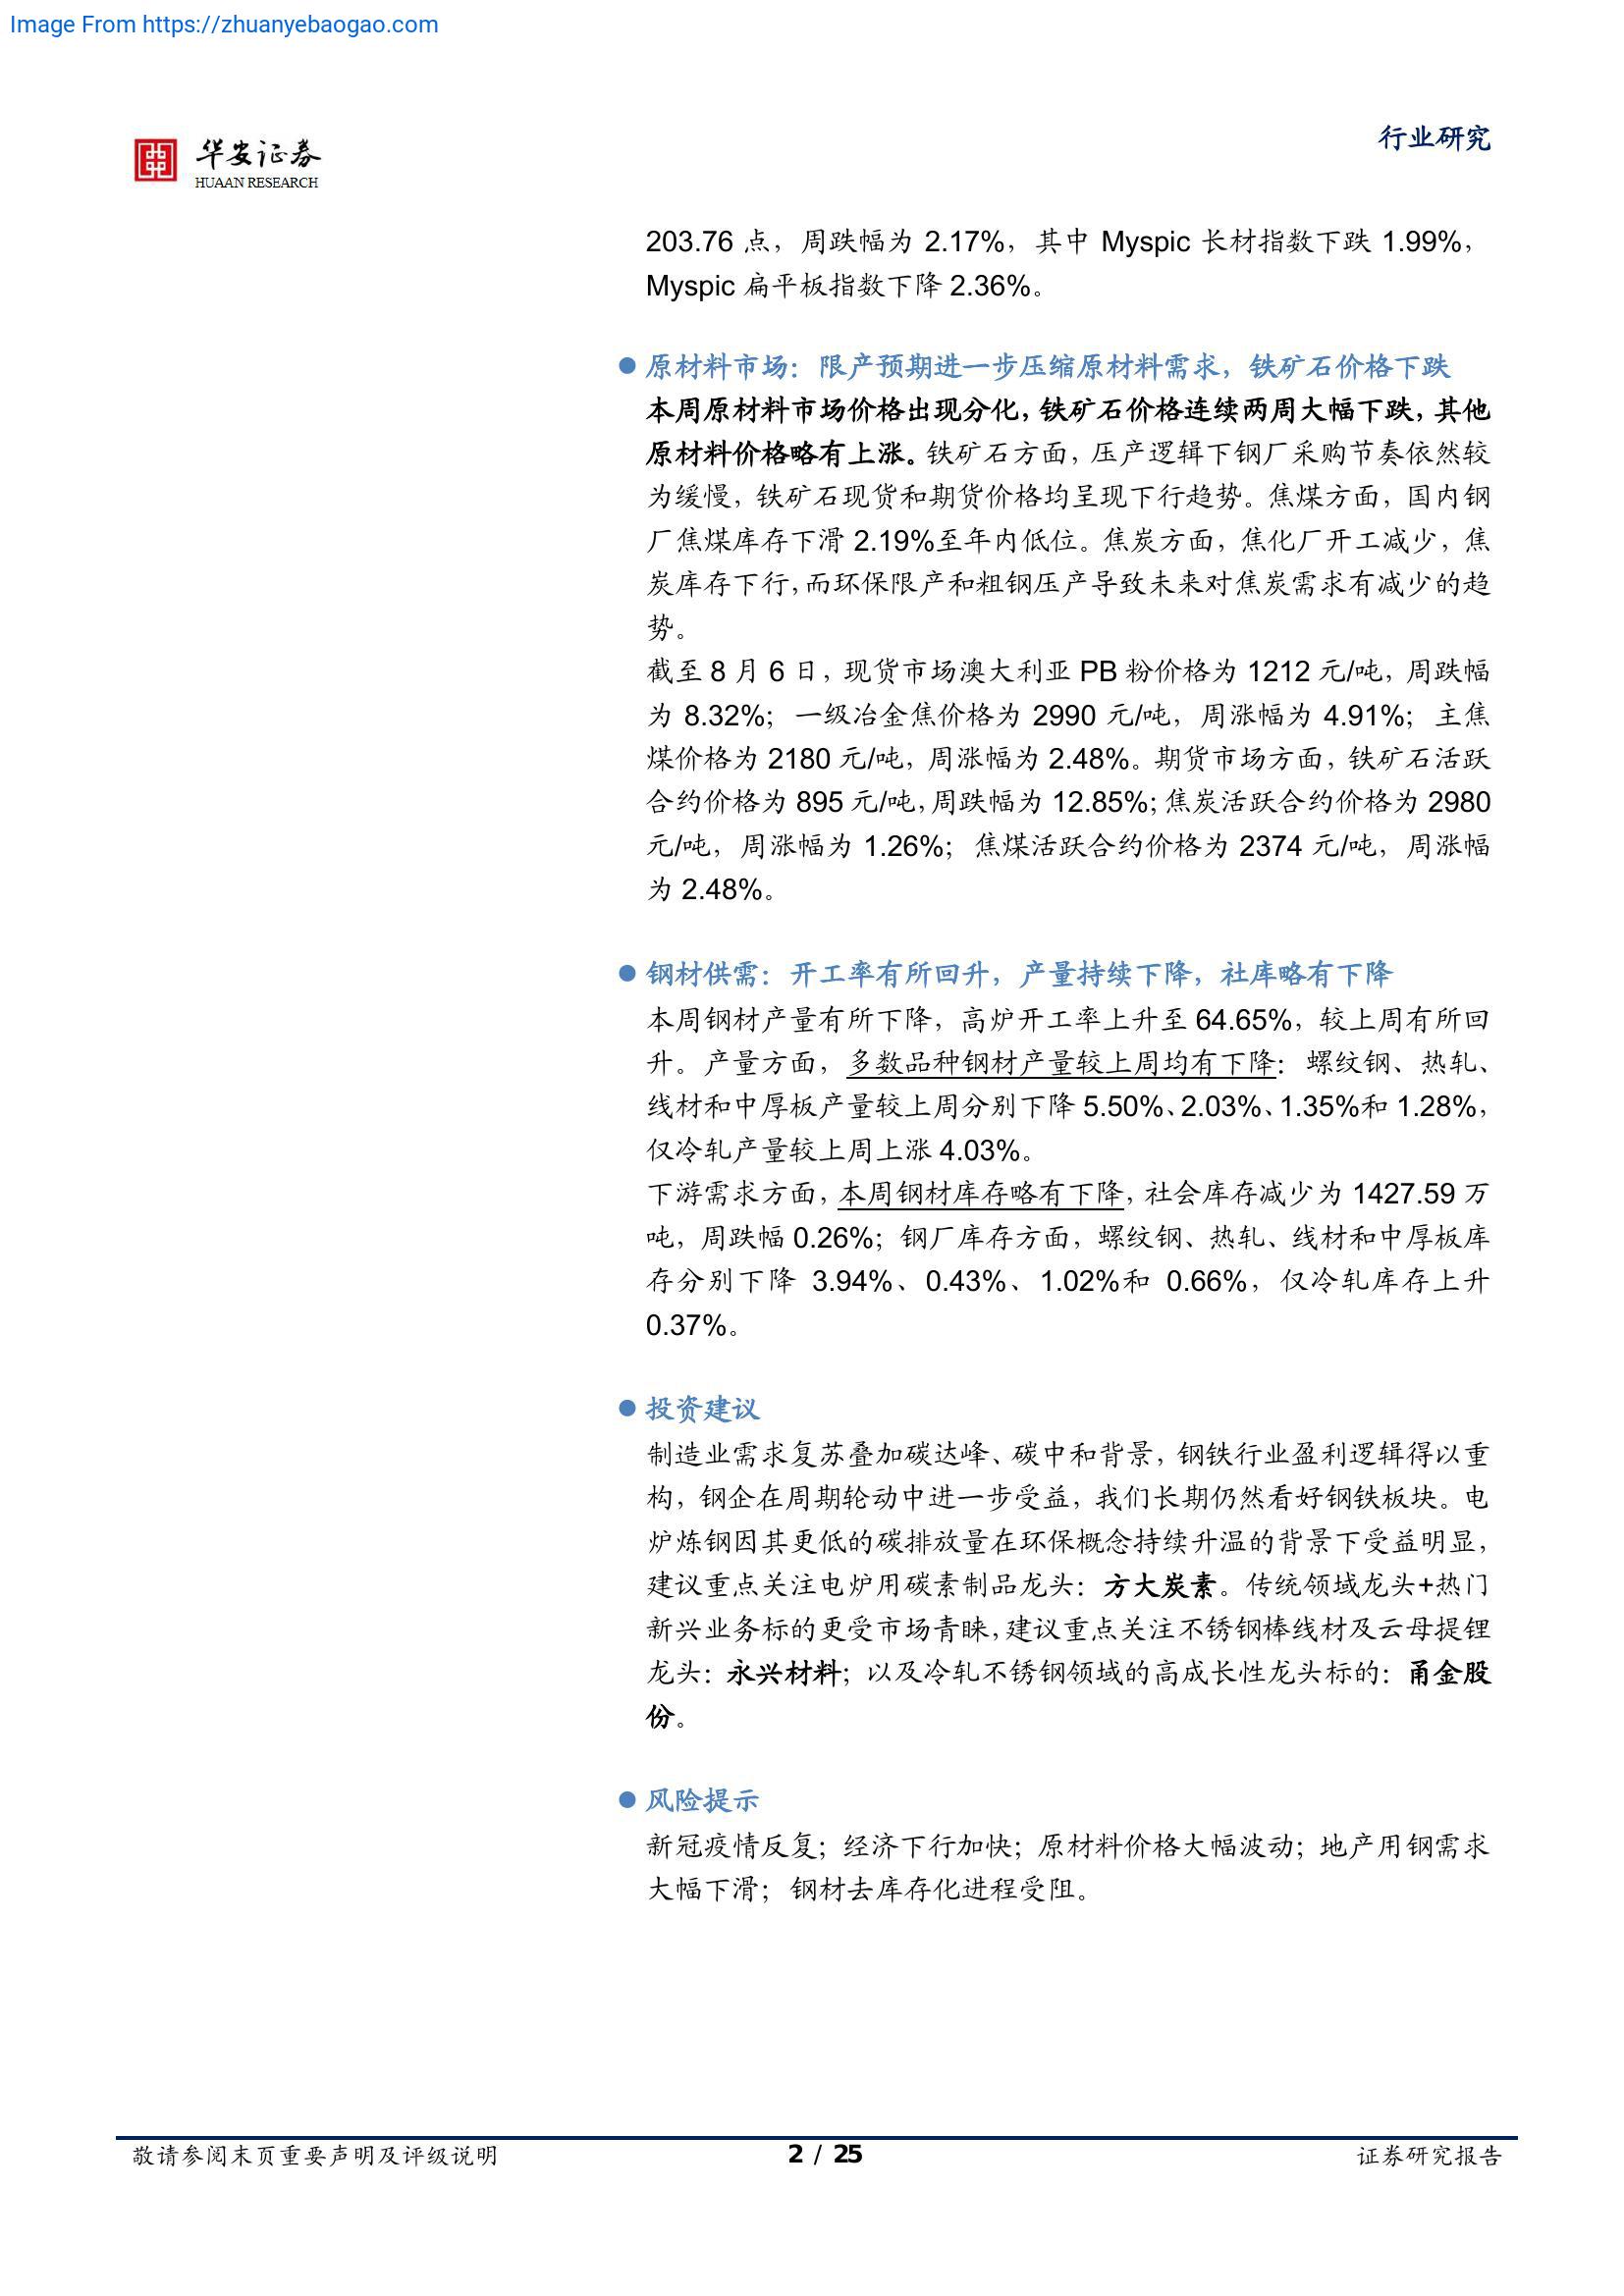 Image From https://zhuanyebaogao.com
华安证券
HUAAN RESEARCH
行业研究
203.76 点，周跌幅为 2.17%，其中 Myspic 长材指数下跌 1.99%，
Myspic 扁平板指数下降 2.36%。
原材料市场：限产预期进一步压缩原材料需求，铁矿石价格下跌
本周原材料市场价格出现分化，铁矿石价格连续两周大幅下跌，其他
原材料价格略有上涨。铁矿石方面，压产逻辑下钢厂采购节奏依然较
为缓慢，铁矿石现货和期货价格均呈现下行趋势。焦煤方面，国内钢
厂焦煤库存下滑 2.19%至年内低位。焦炭方面，焦化厂开工减少，焦
炭库存下行，而环保限产和粗钢压产导致未来对焦炭需求有减少的趋
势。
截至 8 月 6 日，现货市场澳大利亚 PB 粉价格为 1212 元/吨，周跌幅
为 8.32%；一级冶金焦价格为 2990 元/吨，周涨幅为 4.91%；主焦
煤价格为 2180 元/吨，周涨幅为 2.48%。期货市场方面，铁矿石活跃
合约价格为 895 元/吨，周跌幅为 12.85%；焦炭活跃合约价格为 2980
元/吨，周涨幅为 1.26%；焦煤活跃合约价格为 2374 元/吨，周涨幅
为 2.48%。
钢材供需：开工率有所回升，产量持续下降，社库略有下降
本周钢材产量有所下降，高炉开工率上升至 64.65%，较上周有所回
升。产量方面，多数品种钢材产量较上周均有下降：螺纹钢、热轧、
线材和中厚板产量较上周分别下降 5.50%、2.03%、1.35%和 1.28%，
仅冷轧产量较上周上涨 4.03%。
下游需求方面，本周钢材库存略有下降，社会库存减少为 1427.59 万
吨，周跌幅 0.26%；钢厂库存方面，螺纹钢、热轧、线材和中厚板库
存分别下降 3.94%、0.43%、1.02%和 0.66%，仅冷轧库存上升
0.37%。
投资建议
制造业需求复苏叠加碳达峰、碳中和背景，钢铁行业盈利逻辑得以重
构，钢企在周期轮动中进一步受益，我们长期仍然看好钢铁板块。电
炉炼钢因其更低的碳排放量在环保概念持续升温的背景下受益明显，
建议重点关注电炉用碳素制品龙头：方大炭素。传统领域龙头+热门
新兴业务标的更受市场青睐，建议重点关注不锈钢棒线材及云母提锂
龙头：永兴材料；以及冷轧不锈钢领域的高成长性龙头标的：甬金股
份。
风险提示
新冠疫情反复；经济下行加快；原材料价格大幅波动；地产用钢需求
大幅下滑；钢材去库存化进程受阻。
敬请参阅末页重要声明及评级说明
2 / 25
证券研究报告